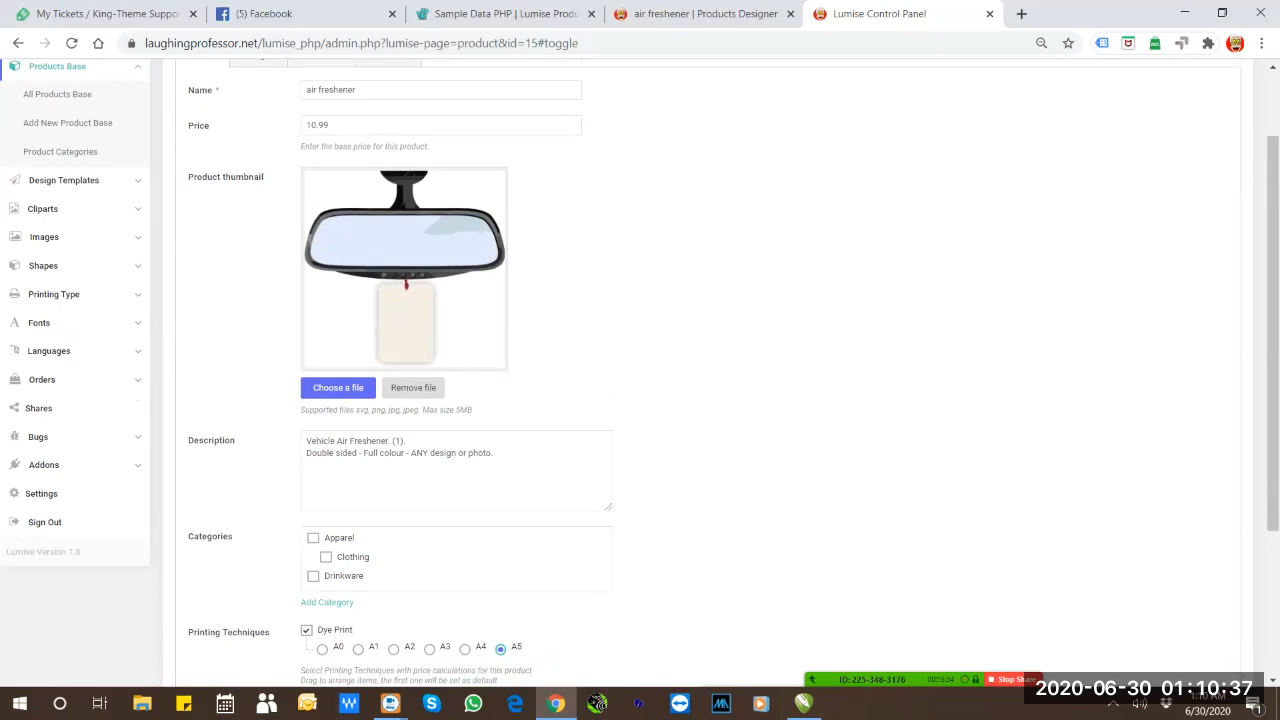 My Tickets / King-Theme Suppo
(5) Facebook
Sample Data PHP | Lumise Produ
air freshener | Products Designer
Lumise Control Panel
laughingprofessor.net/lumise_php/admin.php?lumise-page=product&id=15#toggle
Products Base
All Products Base
Add New Product Base
Product Categories
Design Templates
Cliparts
Images
Shapes
Printing Type
Fonts
Languages
Orders
Shares
Bugs
Addons
Settings
Sign Out
Lumise Version 1.8
Name *
air freshener
Price
10.99
Enter the base price for this product.
Product thumbnail
Choose a file
Remove file
Supported files svg, png, jpg, jpeg. Max size 5MB
Description
Vehicle Air Freshener. (1).
Double sided - Full colour - ANY design or photo.
Categories
Apparel
Clothing
Drinkware
Add Category
Printing Techniques
Dye Print
A0 A1 A2 A3 A4 A5
Select Printing Techniques with price calculations for this product
Drag to arrange items, the first one will be set as default.
ID: 225-348-3176
00:15:34
Stop Share
2020-06-30 01:10:37
1:10 AM
6/30/2020